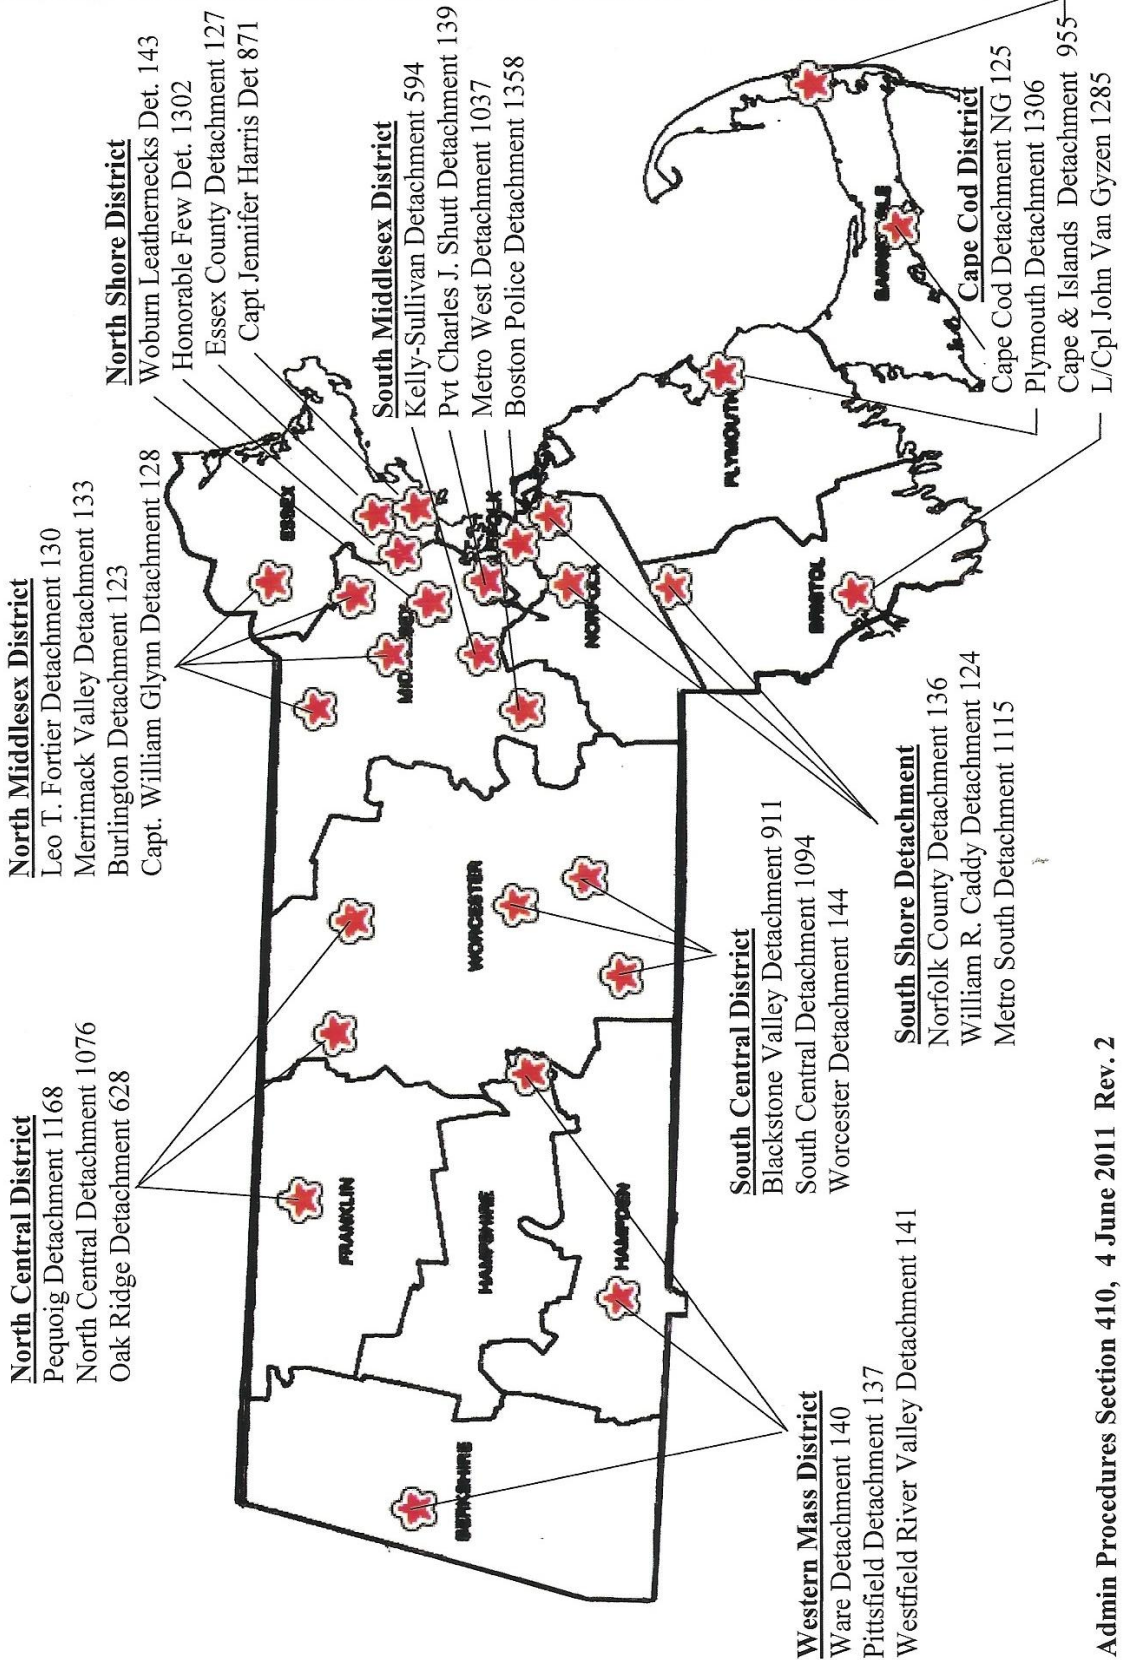 North Central District
Pequoig Detachment 1168
North Central Detachment 1076
Oak Ridge Detachment 628
North Middlesex District
Leo T. Fortier Detachment 130
Merrimack Valley Detachment 133
Burlington Detachment 123
Capt. William Glynn Detachment 128
North Shore District
Woburn Leathernecks Det. 143
Honorable Few Det. 1302
Essex County Detachment 127
Capt Jennifer Harris Det 871
South Middlesex District
Kelly-Sullivan Detachment 594
Pvt Charles J. Shutt Detachment 139
Metro West Detachment 1037
Boston Police Detachment 1358
BERKSHIRE
FRANKLIN
HAMPSHIRE
HAMPDEN
WORCESTER
ESSEX
NORFOLK
BRISTOL
PLYMOUTH
Western Mass District
Ware Detachment 140
Pittsfield Detachment 137
Westfield River Valley Detachment 141
South Central District
Blackstone Valley Detachment 911
South Central Detachment 1094
Worcester Detachment 144
South Shore Detachment
Norfolk County Detachment 136
William R. Caddy Detachment 124
Metro South Detachment 1115
Cape Cod District
Cape Cod Detachment NG 125
Plymouth Detachment 1306
Cape & Islands Detachment 955
L/Cpl John Van Gyzen 1285
Admin Procedures Section 410, 4 June 2011 Rev. 2